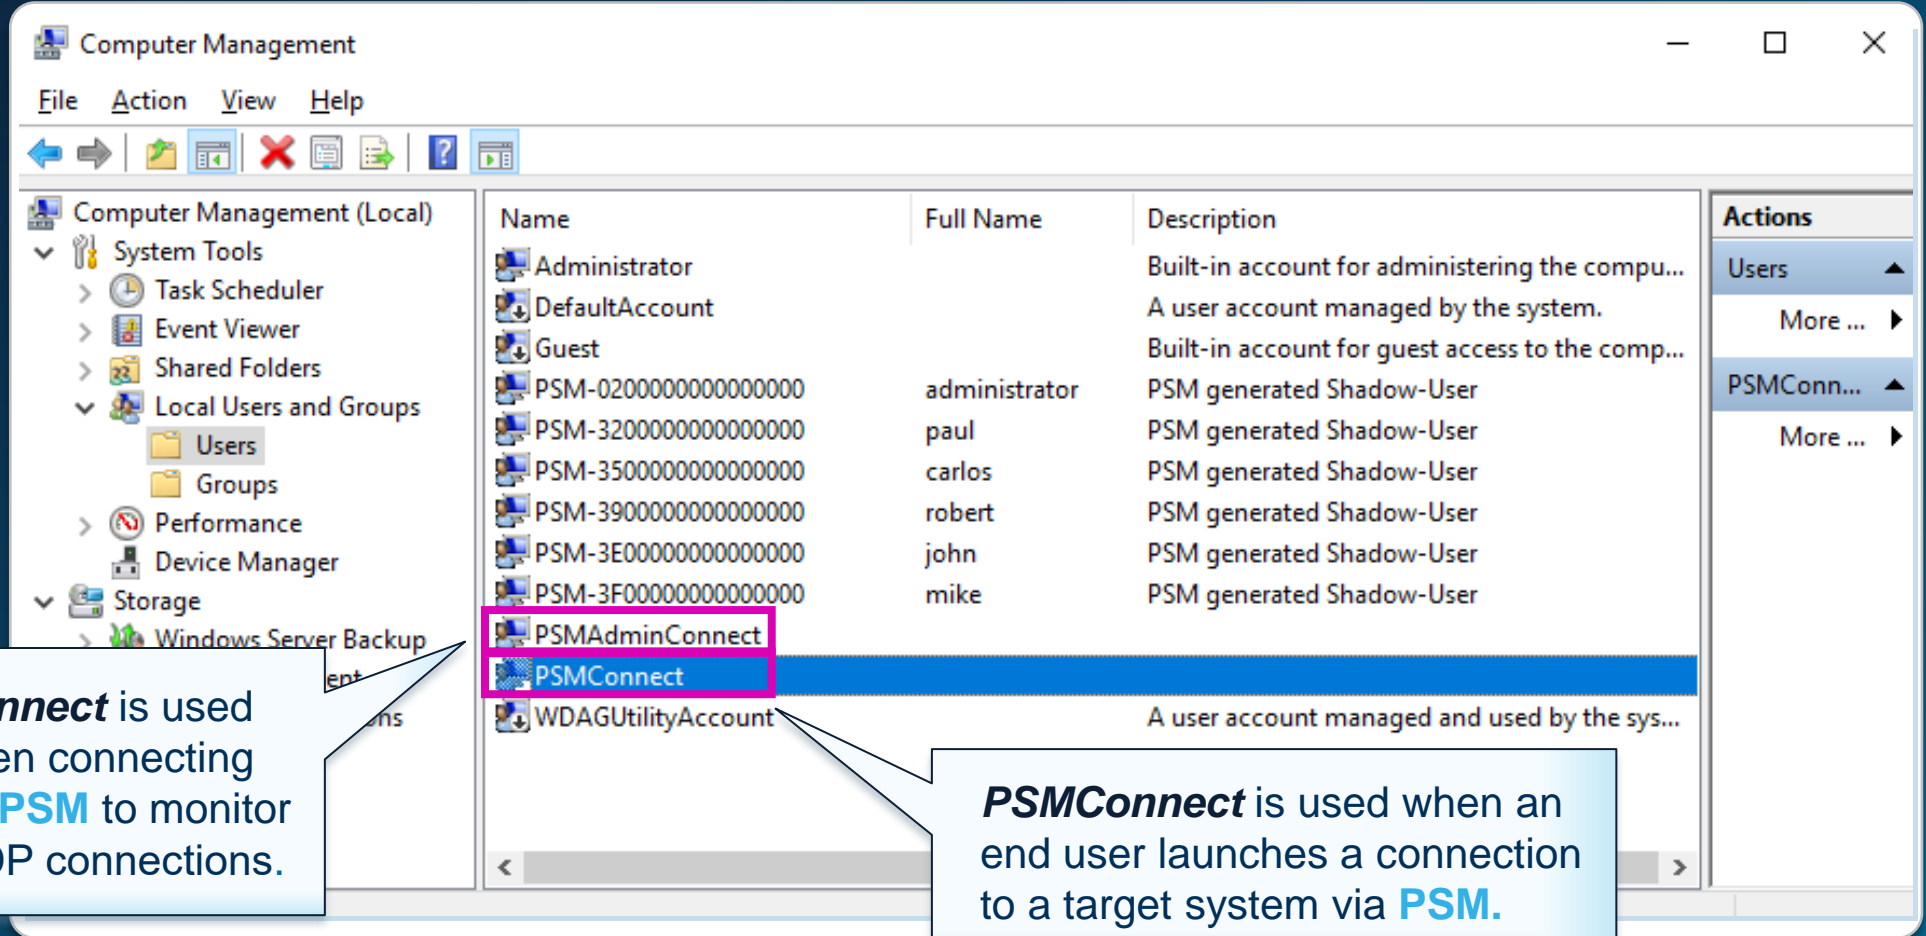 Computer Management
File Action View Help
Computer Management (Local)
System Tools
Task Scheduler
Event Viewer
Shared Folders
Local Users and Groups
Users
Groups
Performance
Device Manager
Storage
Windows Server Backup
Name Full Name Description
Administrator Built-in account for administering the compu...
DefaultAccount A user account managed by the system.
Guest Built-in account for guest access to the comp...
PSM-0200000000000000 administrator PSM generated Shadow-User
PSM-3200000000000000 paul PSM generated Shadow-User
PSM-3500000000000000 carlos PSM generated Shadow-User
PSM-3900000000000000 robert PSM generated Shadow-User
PSM-3E00000000000000 john PSM generated Shadow-User
PSM-3F00000000000000 mike PSM generated Shadow-User
PSMAdminConnect
PSMConnect
WDAGUtilityAccount A user account managed and used by the sys...
Actions
Users
More ...
PSMConn...
More ...
nnect is used
en connecting
PSM to monitor
DP connections.
PSMConnect is used when an
end user launches a connection
to a target system via PSM.